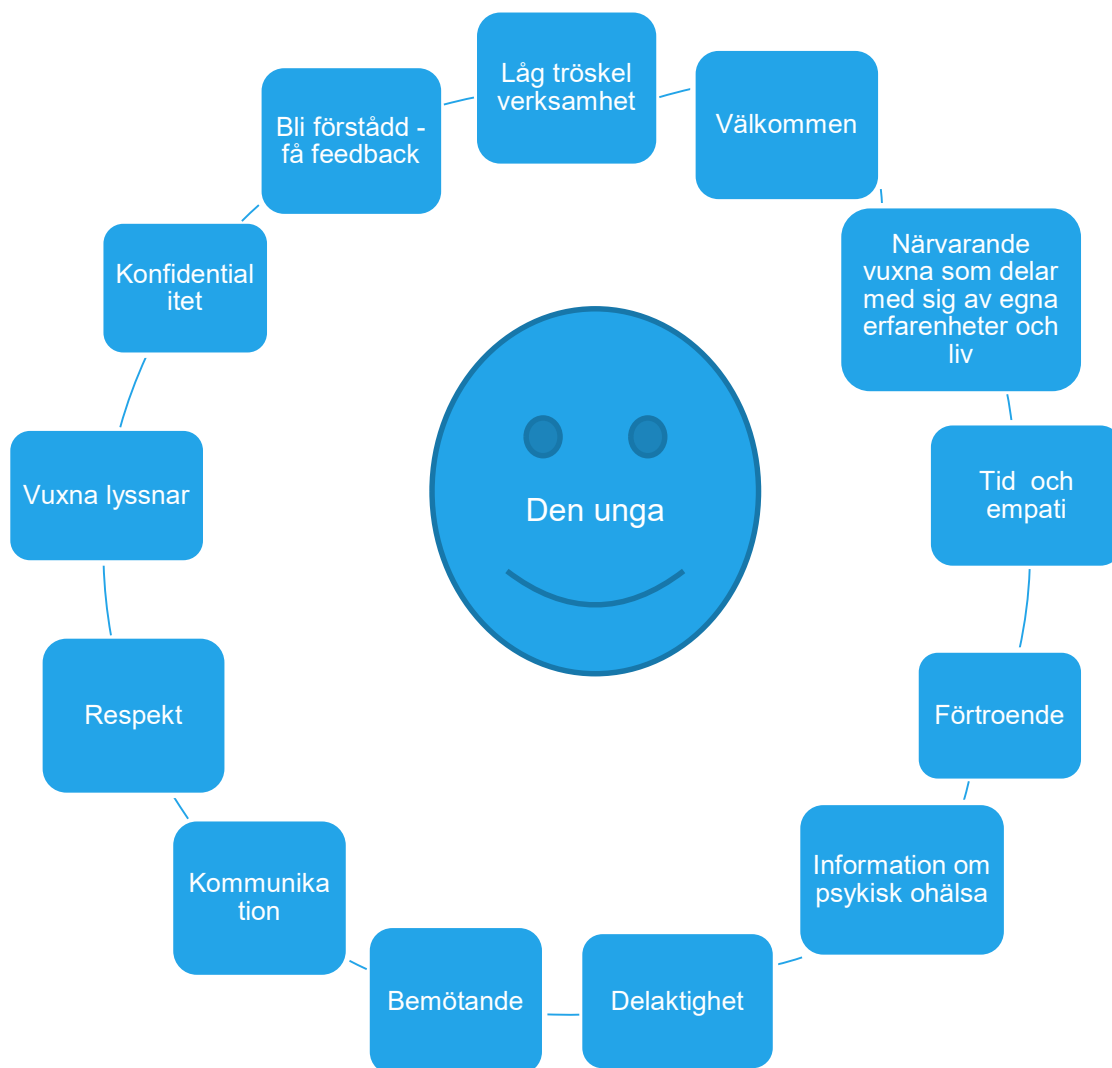 Låg tröskel
verksamhet
Välkommen
Närvarande
vuxna som delar
med sig av egna
erfarenheter och
liv
Tid  och
empati
Förtroende
Information om
psykisk ohälsa
Delaktighet
Bemötande
Kommunika
tion
Respekt
Vuxna lyssnar
Konfidential
itet
Bli förstådd -
få feedback
Den unga